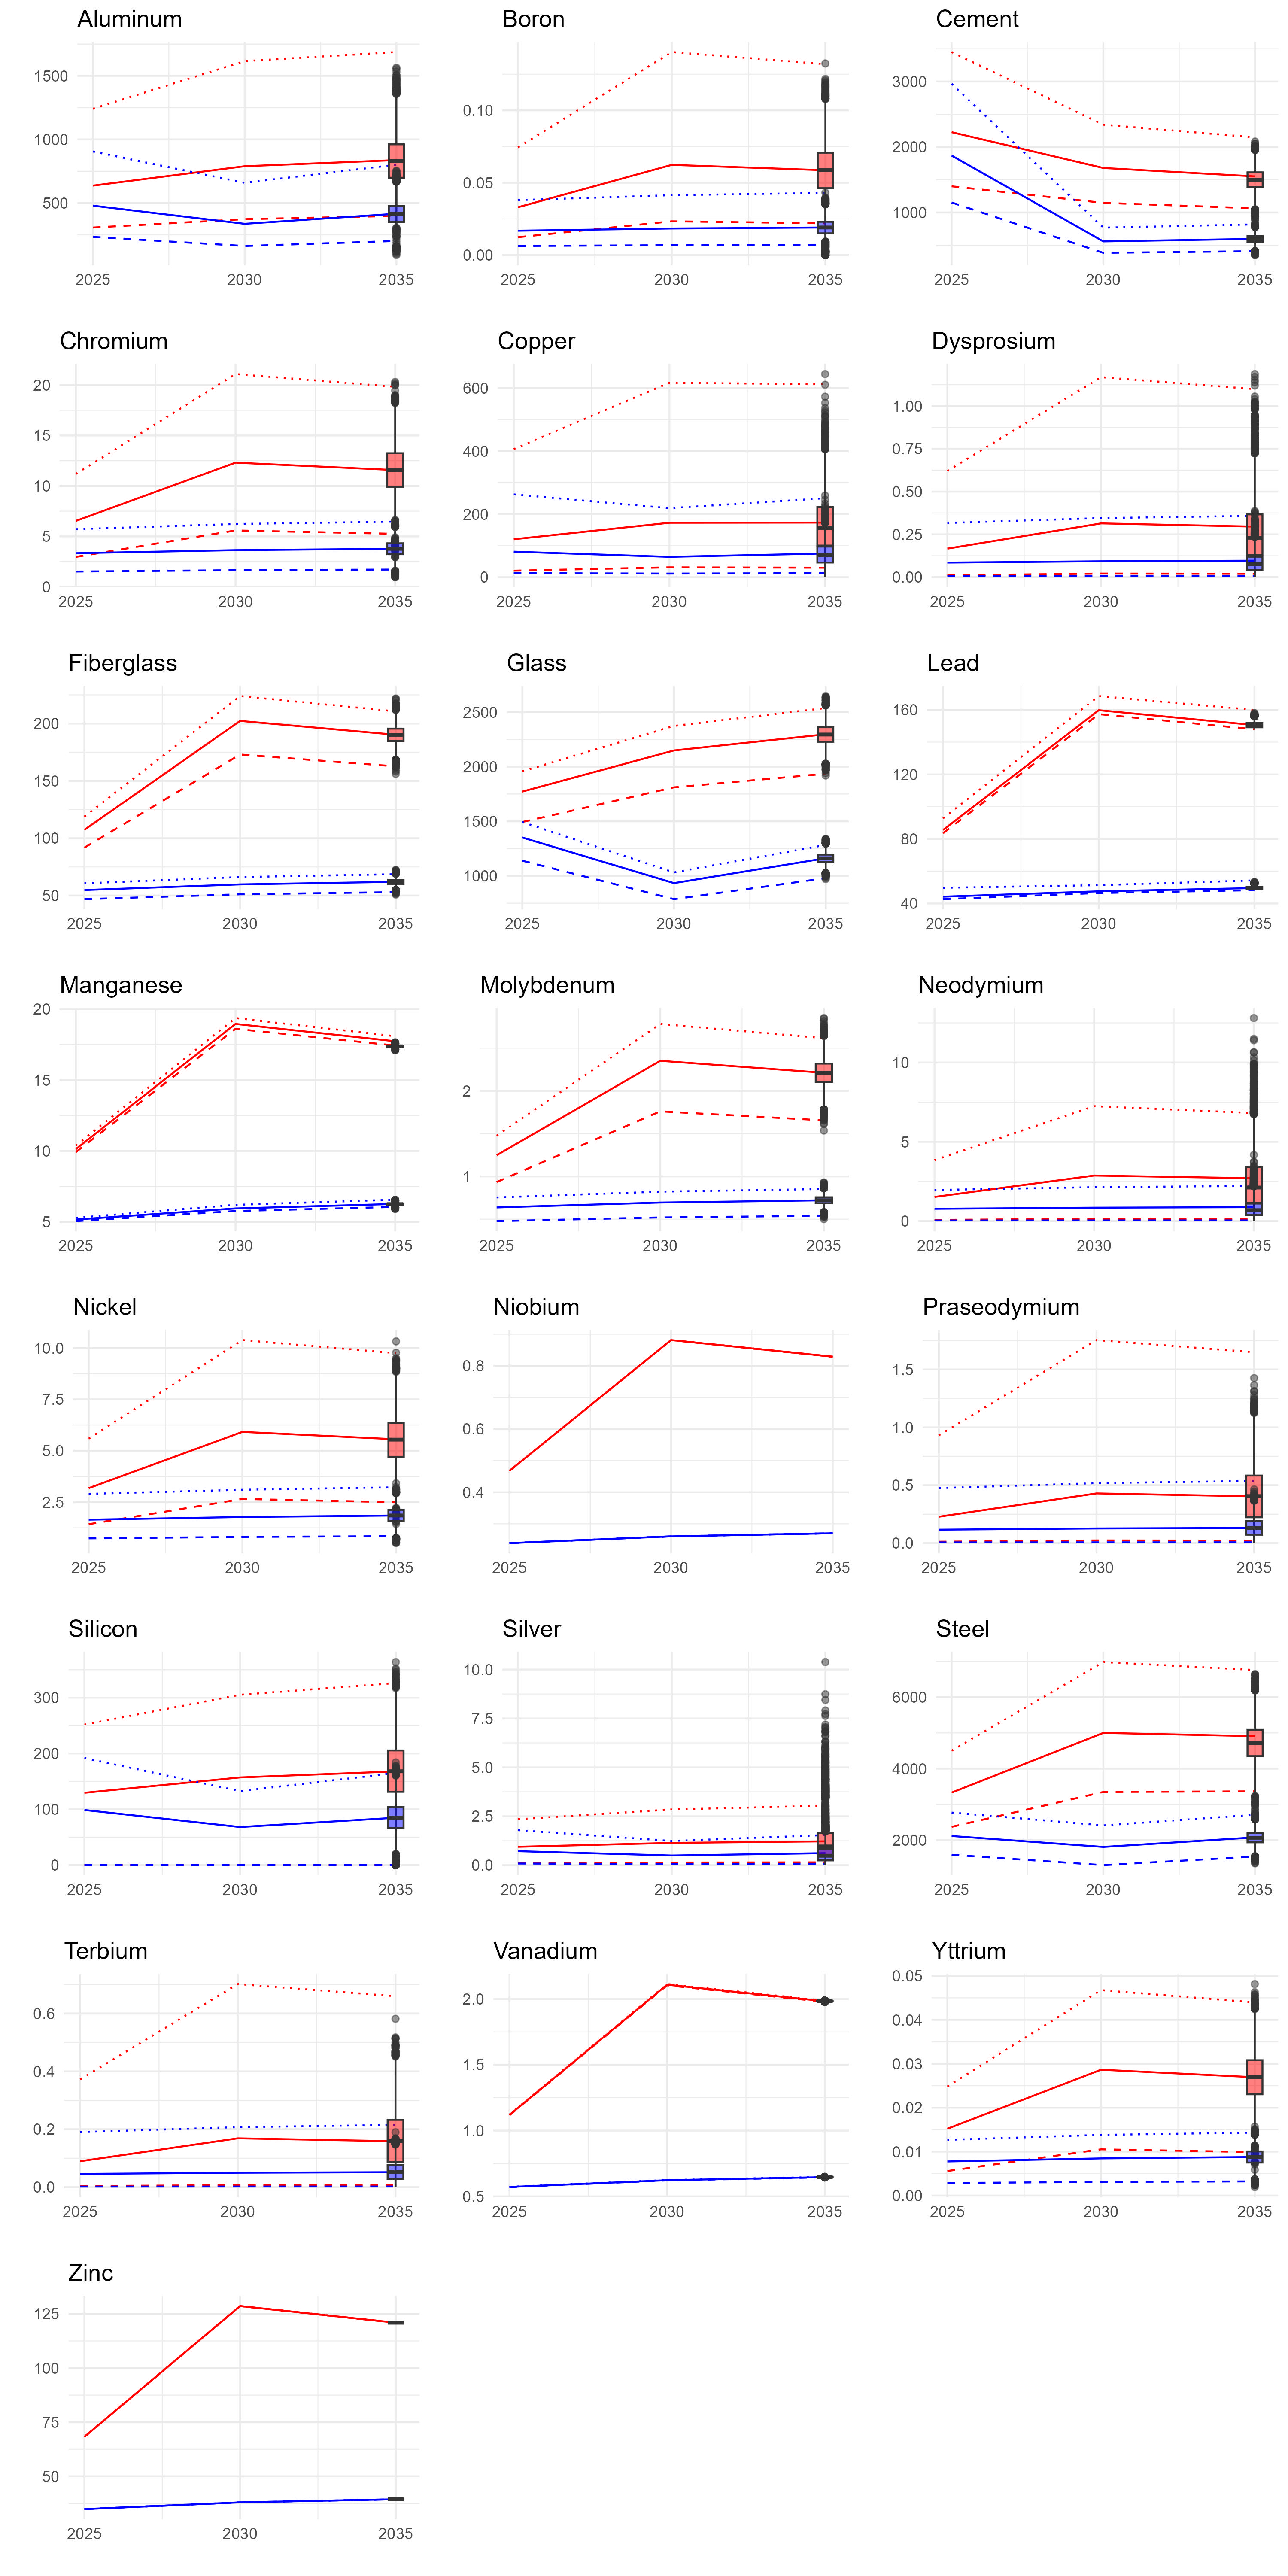 Aluminum
1500
1000
500
2025 2030 2035
Boron
0.10
0.05
0.00
2025 2030 2035
Cement
3000
2000
1000
2025 2030 2035
Chromium
20
15
10
5
0
2025 2030 2035
Copper
600
400
200
0
2025 2030 2035
Dysprosium
1.00
0.75
0.50
0.25
0.00
2025 2030 2035
Fiberglass
200
150
100
50
2025 2030 2035
Glass
2500
2000
1500
1000
2025 2030 2035
Lead
160
120
80
40
2025 2030 2035
Manganese
20
15
10
5
2025 2030 2035
Molybdenum
2
1
2025 2030 2035
Neodymium
10
5
0
2025 2030 2035
Nickel
10.0
7.5
5.0
2.5
2025 2030 2035
Niobium
0.8
0.6
0.4
2025 2030 2035
Praseodymium
1.5
1.0
0.5
0.0
2025 2030 2035
Silicon
300
200
100
0
2025 2030 2035
Silver
10.0
7.5
5.0
2.5
0.0
2025 2030 2035
Steel
6000
4000
2000
2025 2030 2035
Terbium
0.6
0.4
0.2
0.0
2025 2030 2035
Vanadium
2.0
1.5
1.0
0.5
2025 2030 2035
Yttrium
0.05
0.04
0.03
0.02
0.01
0.00
2025 2030 2035
Zinc
125
100
75
50
2025 2030 2035